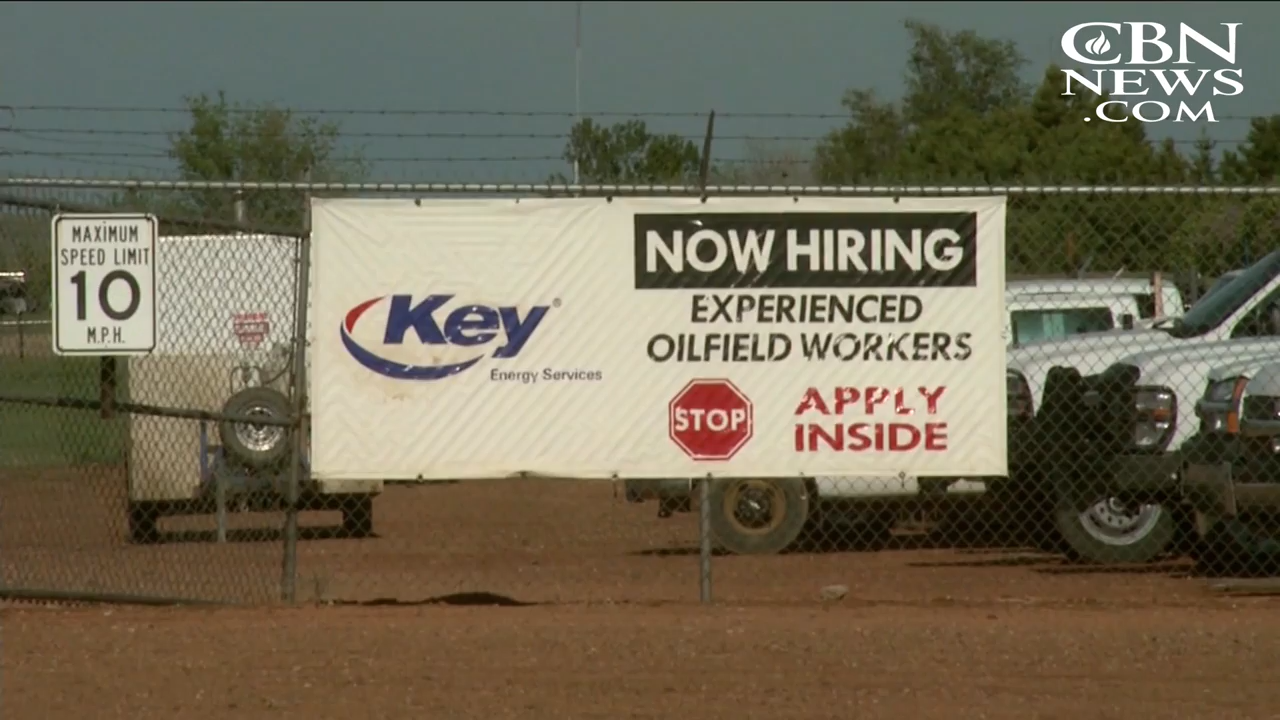 CBN
NEWS
.COM
MAXIMUM
SPEED LIMIT
10
M.P.H.
Key®
Energy Services
NOW HIRING
EXPERIENCED
OILFIELD WORKERS
STOP
APPLY
INSIDE